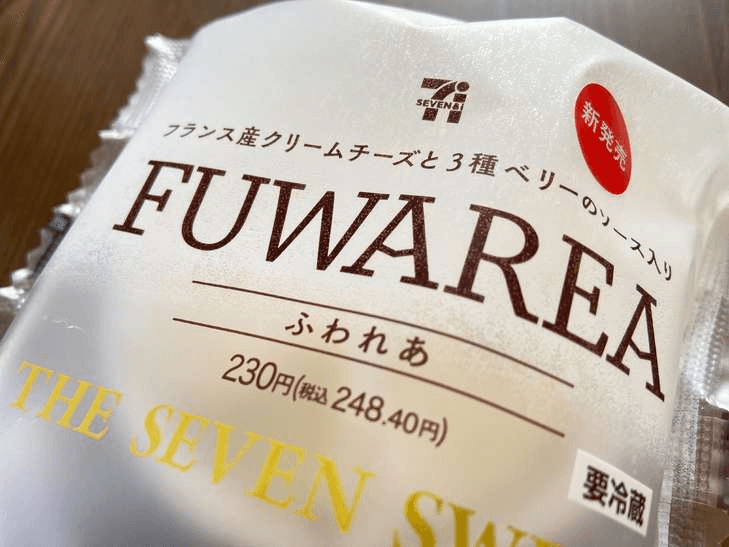 SEVEN&i
新発売
フランス産クリームチーズと3種ベリーのソース入り
FUWAREA
ふわれあ
230円(税込248.40円)
THE SEVEN
要冷蔵